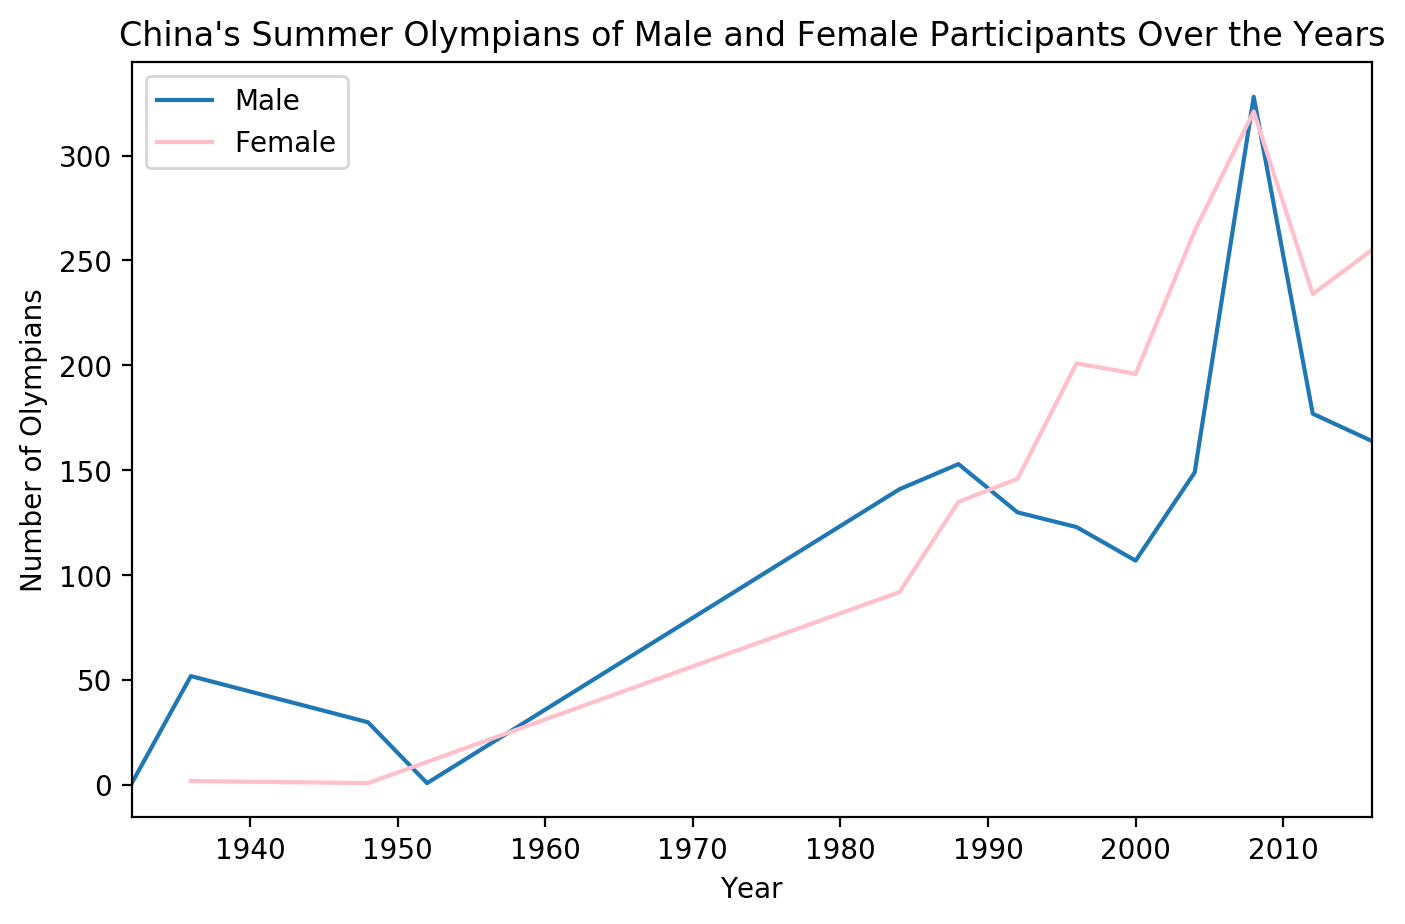 China's Summer Olympians of Male and Female Participants Over the Years
Male
Female
300
250
200
150
100
50
0
Number of Olympians
1940 1950 1960 1970 1980 1990 2000 2010
Year